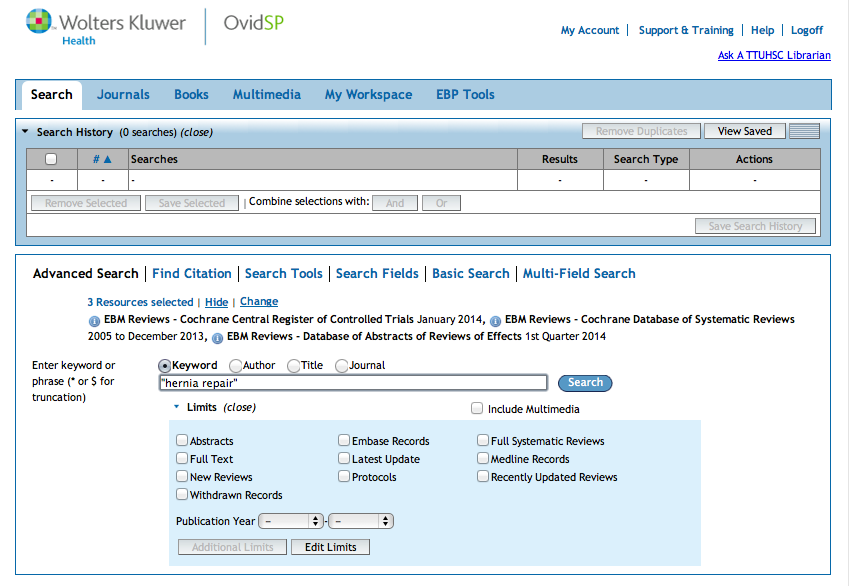 Wolters Kluwer OvidSP
Health
My Account | Support & Training | Help | Logoff
Ask A TTUHSC Librarian
Search Journals Books Multimedia My Workspace EBP Tools
Search History (0 searches) (close) Remove Duplicates View Saved
# ▲ Searches Results Search Type Actions
- - - - - -
Remove Selected Save Selected | Combine selections with: And Or
Save Search History
Advanced Search | Find Citation | Search Tools | Search Fields | Basic Search | Multi-Field Search
3 Resources selected | Hide | Change
EBM Reviews - Cochrane Central Register of Controlled Trials January 2014, EBM Reviews - Cochrane Database of Systematic Reviews
2005 to December 2013, EBM Reviews - Database of Abstracts of Reviews of Effects 1st Quarter 2014
Enter keyword or
phrase (* or $ for
truncation)
Keyword Author Title Journal
"hernia repair" Search
Limits (close) Include Multimedia
Abstracts Embase Records Full Systematic Reviews
Full Text Latest Update Medline Records
New Reviews Protocols Recently Updated Reviews
Withdrawn Records
Publication Year - - -
Additional Limits Edit Limits